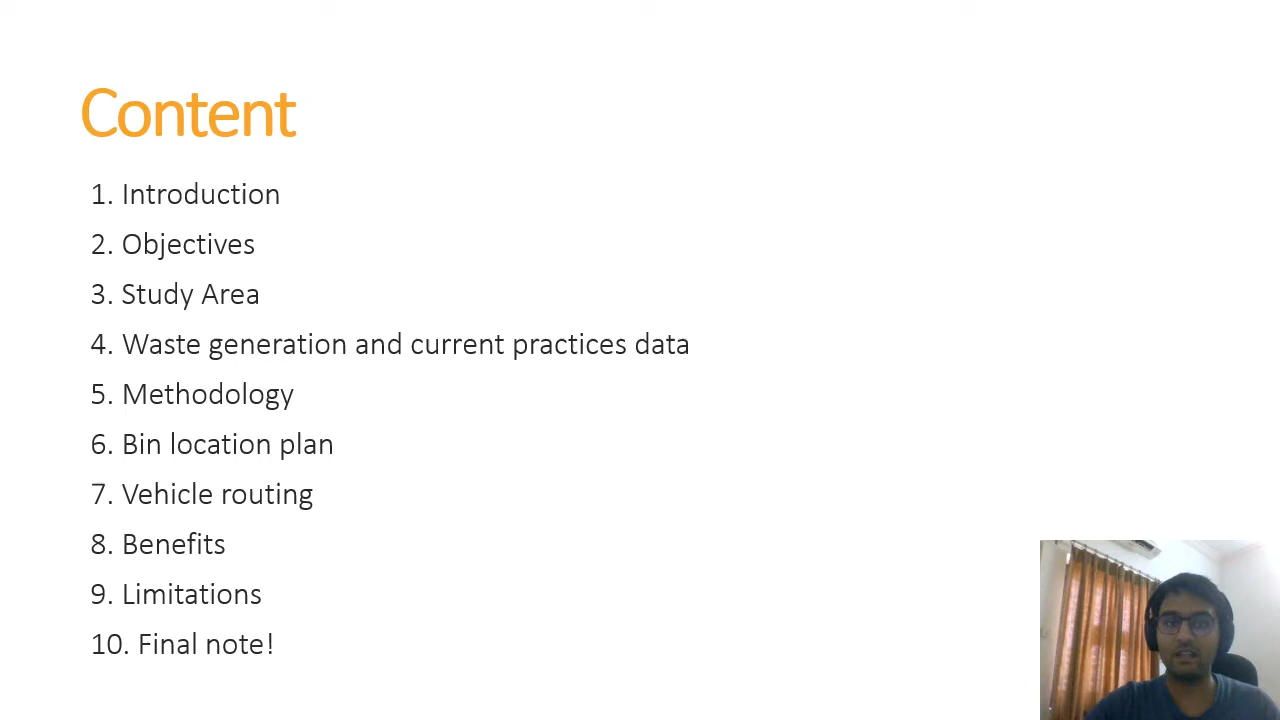 Content
1. Introduction
2. Objectives
3. Study Area
4. Waste generation and current practices data
5. Methodology
6. Bin location plan
7. Vehicle routing
8. Benefits
9. Limitations
10. Final note!